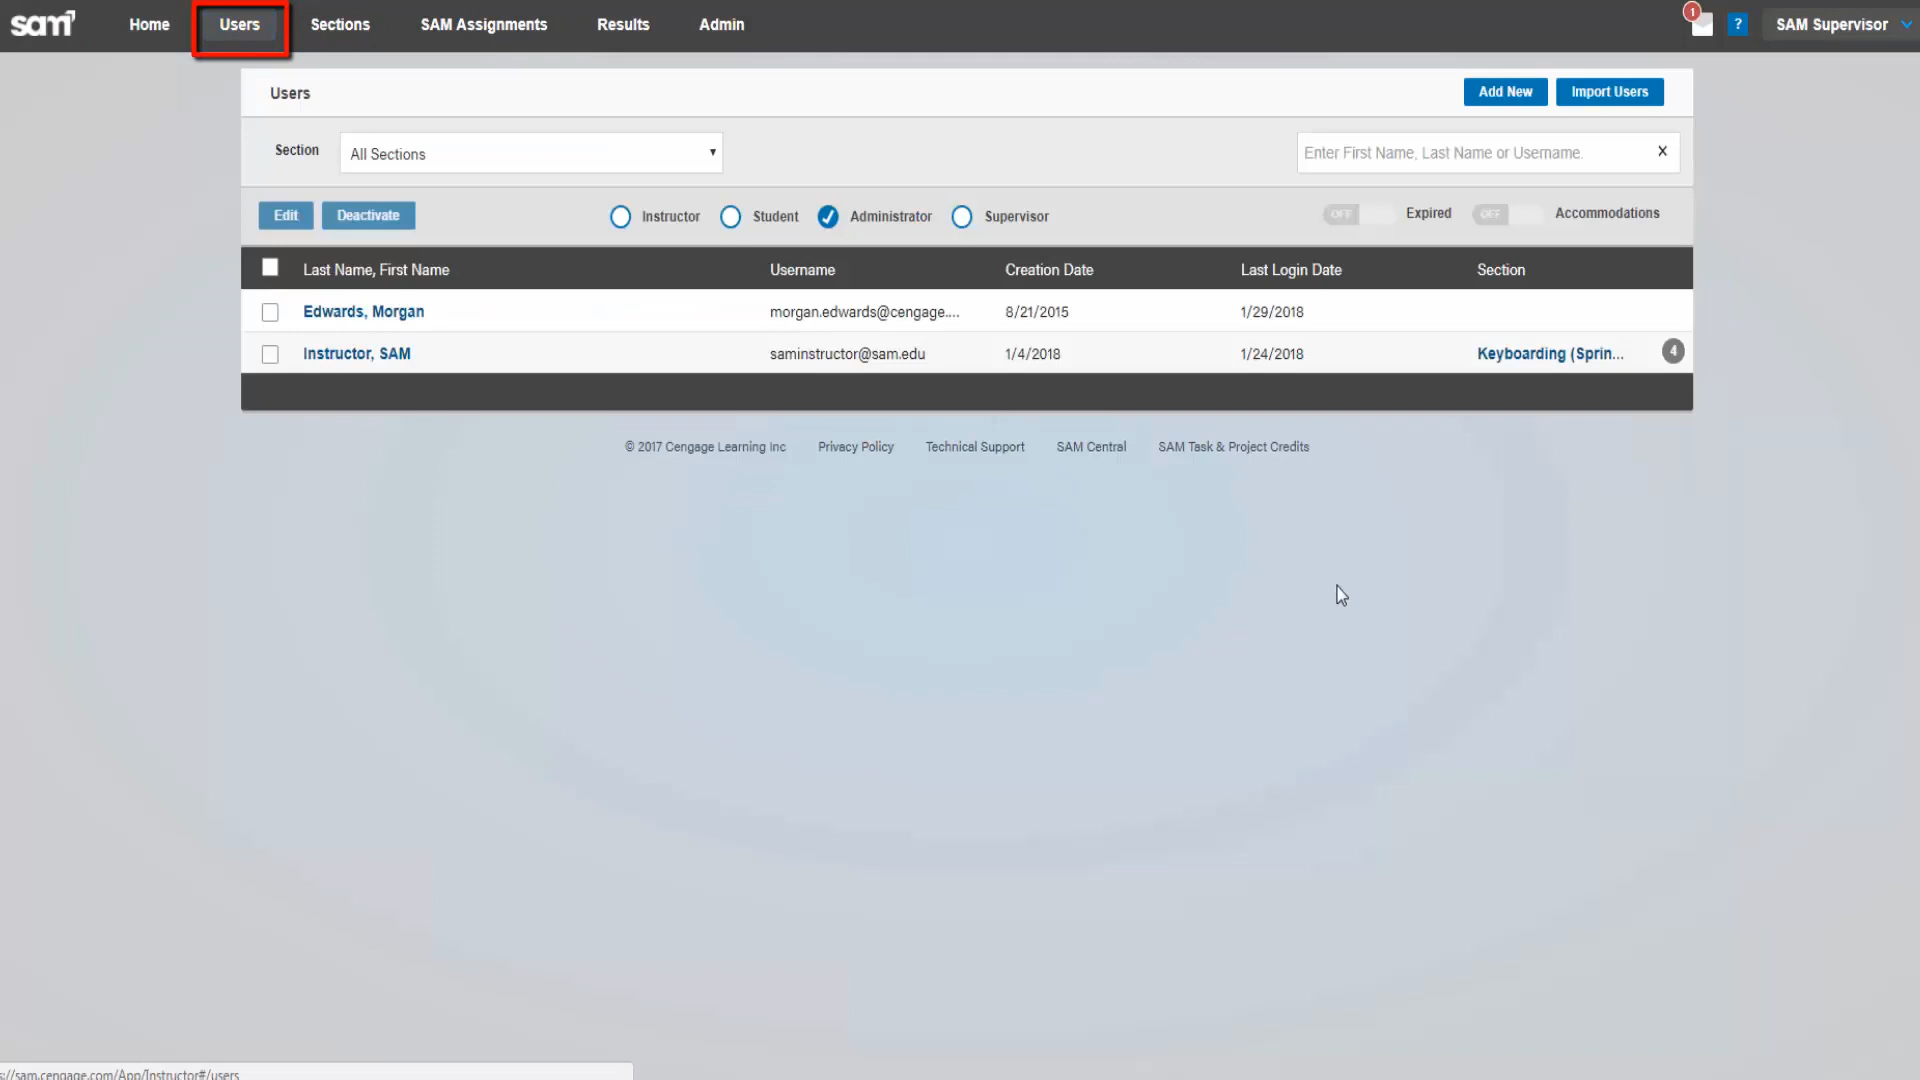 sam
Home Users Sections SAM Assignments Results Admin 1 ? SAM Supervisor
Users Add New Import Users
Section All Sections Enter First Name, Last Name or Username. X
Edit Deactivate Instructor Student Administrator Supervisor OFF Expired OFF Accommodations
Last Name, First Name Username Creation Date Last Login Date Section
Edwards, Morgan morgan.edwards@cengage.... 8/21/2015 1/29/2018
Instructor, SAM saminstructor@sam.edu 1/4/2018 1/24/2018 Keyboarding (Sprin... 4
© 2017 Cengage Learning Inc Privacy Policy Technical Support SAM Central SAM Task & Project Credits
s://sam.cengage.com/App/Instructor#/users